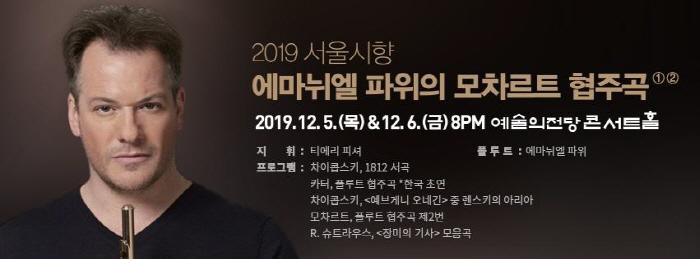 2019 서울시향
에마뉘엘 파위의 모차르트 협주곡①②
2019.12.5.(목) & 12.6.(금) 8PM 예술의전당 콘서트홀
지 휘 : 티에리 피셔 플루트 : 에마뉘엘 파위
프로그램 : 차이콥스키, 1812 서곡
카터, 플루트 협주곡 *한국 초연
차이콥스키, <예브게니 오네긴> 중 렌스키의 아리아
모차르트, 플루트 협주곡 제2번
R. 슈트라우스, <장미의 기사> 모음곡